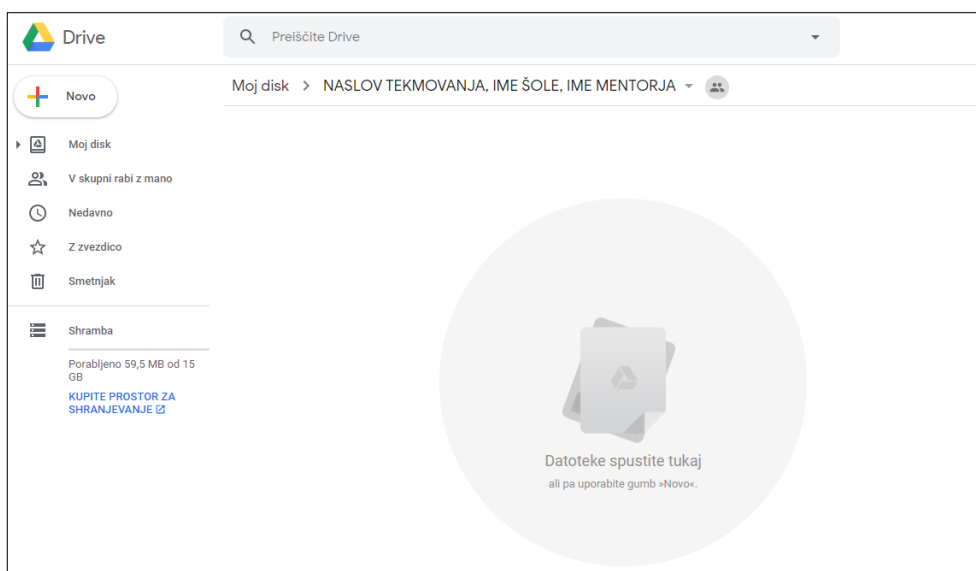 Drive
Preiščite Drive
Novo
Moj disk > NASLOV TEKMOVANJA, IME ŠOLE, IME MENTORJA
Moj disk
V skupni rabi z mano
Nedavno
Z zvezdico
Smetnjak
Shramba
Porabljeno 59,5 MB od 15
GB
KUPITE PROSTOR ZA
SHRANJEVANJE
Datoteke spustite tukaj
ali pa uporabite gumb »Novo«.